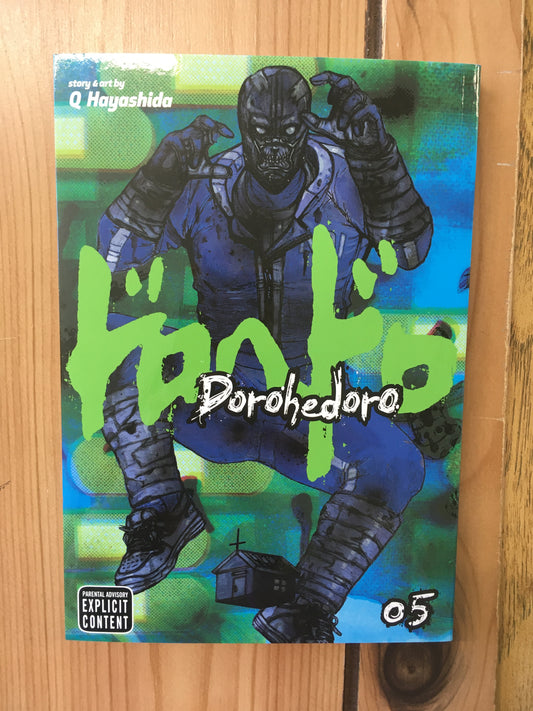 story & art by
Q Hayashida
ドロヘドロ
Dorohedoro
05
PARENTAL ADVISORY
EXPLICIT
CONTENT